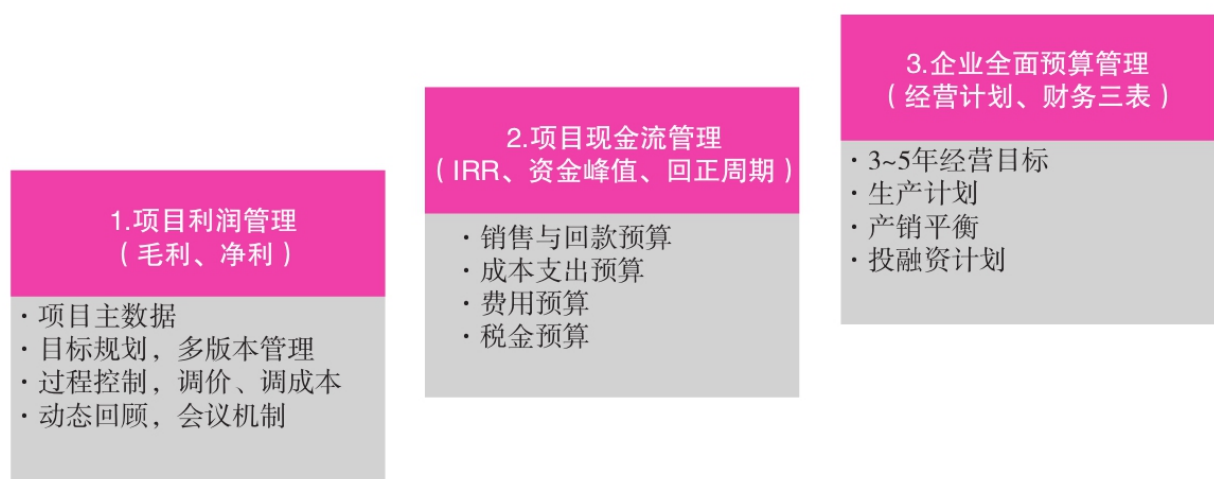 1.项目利润管理
（毛利、净利）
·项目主数据
·目标规划，多版本管理
·过程控制，调价、调成本
·动态回顾，会议机制
2.项目现金流管理
（IRR、资金峰值、回正周期）
·销售与回款预算
·成本支出预算
·费用预算
·税金预算
3.企业全面预算管理
（经营计划、财务三表）
·3~5年经营目标
·生产计划
·产销平衡
·投融资计划